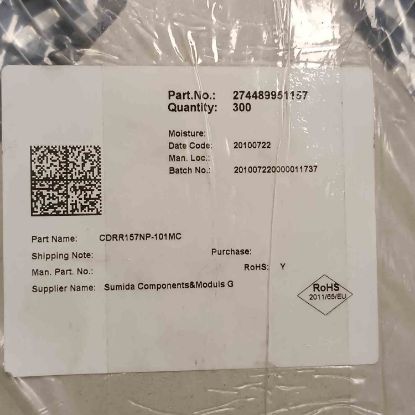 Part.No.: 274489951157
Quantity: 300
Moisture:
Date Code: 20100722
Man. Loc.:
Batch No.: 201007220000011737
Part Name: CDRR157NP-101MC
Shipping Note:
Purchase:
Man. Part. No.:
RoHS: Y
Supplier Name: Sumida Components&Moduls G
RoHS
2011/65/EU